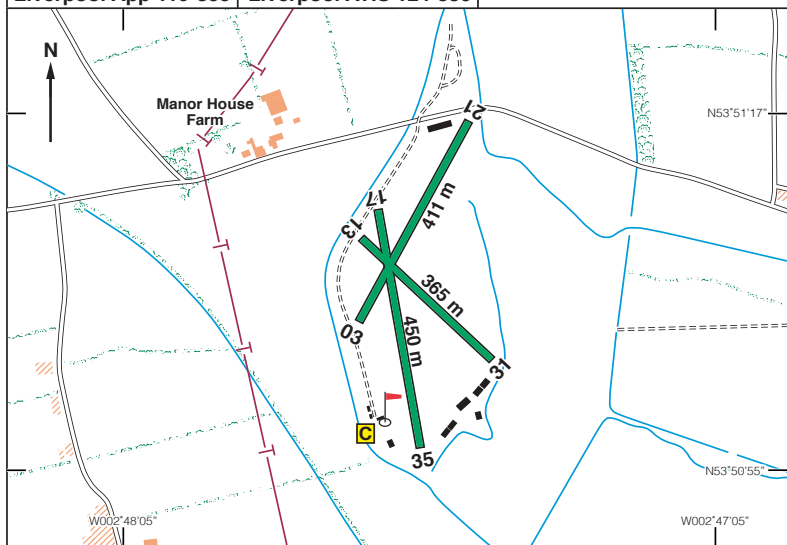 N
Manor House
Farm
N53°51'17"
21
411 m
17
13
365 m
03
450 m
31
C
35
N53°50'55"
W002°48'05"
W002°47'05"